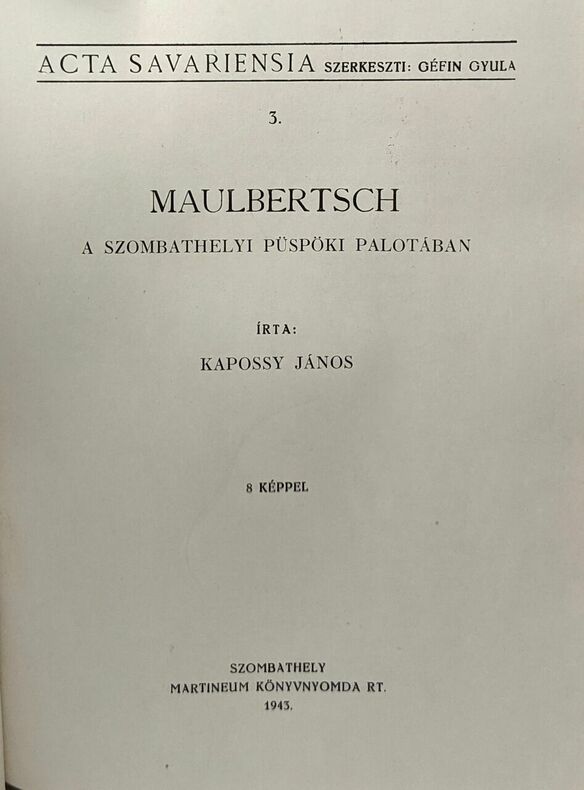 ACTA SAVARIENSIA SZERKESZTI: GÉFIN GYULA
3.
MAULBERTSCH
A SZOMBATHELYI PÜSPÖKI PALOTÁBAN
ÍRTA:
KAPOSSY JÁNOS
8 KÉPPEL
SZOMBATHELY
MARTINEUM KÖNYVNYOMDA RT.
1943.